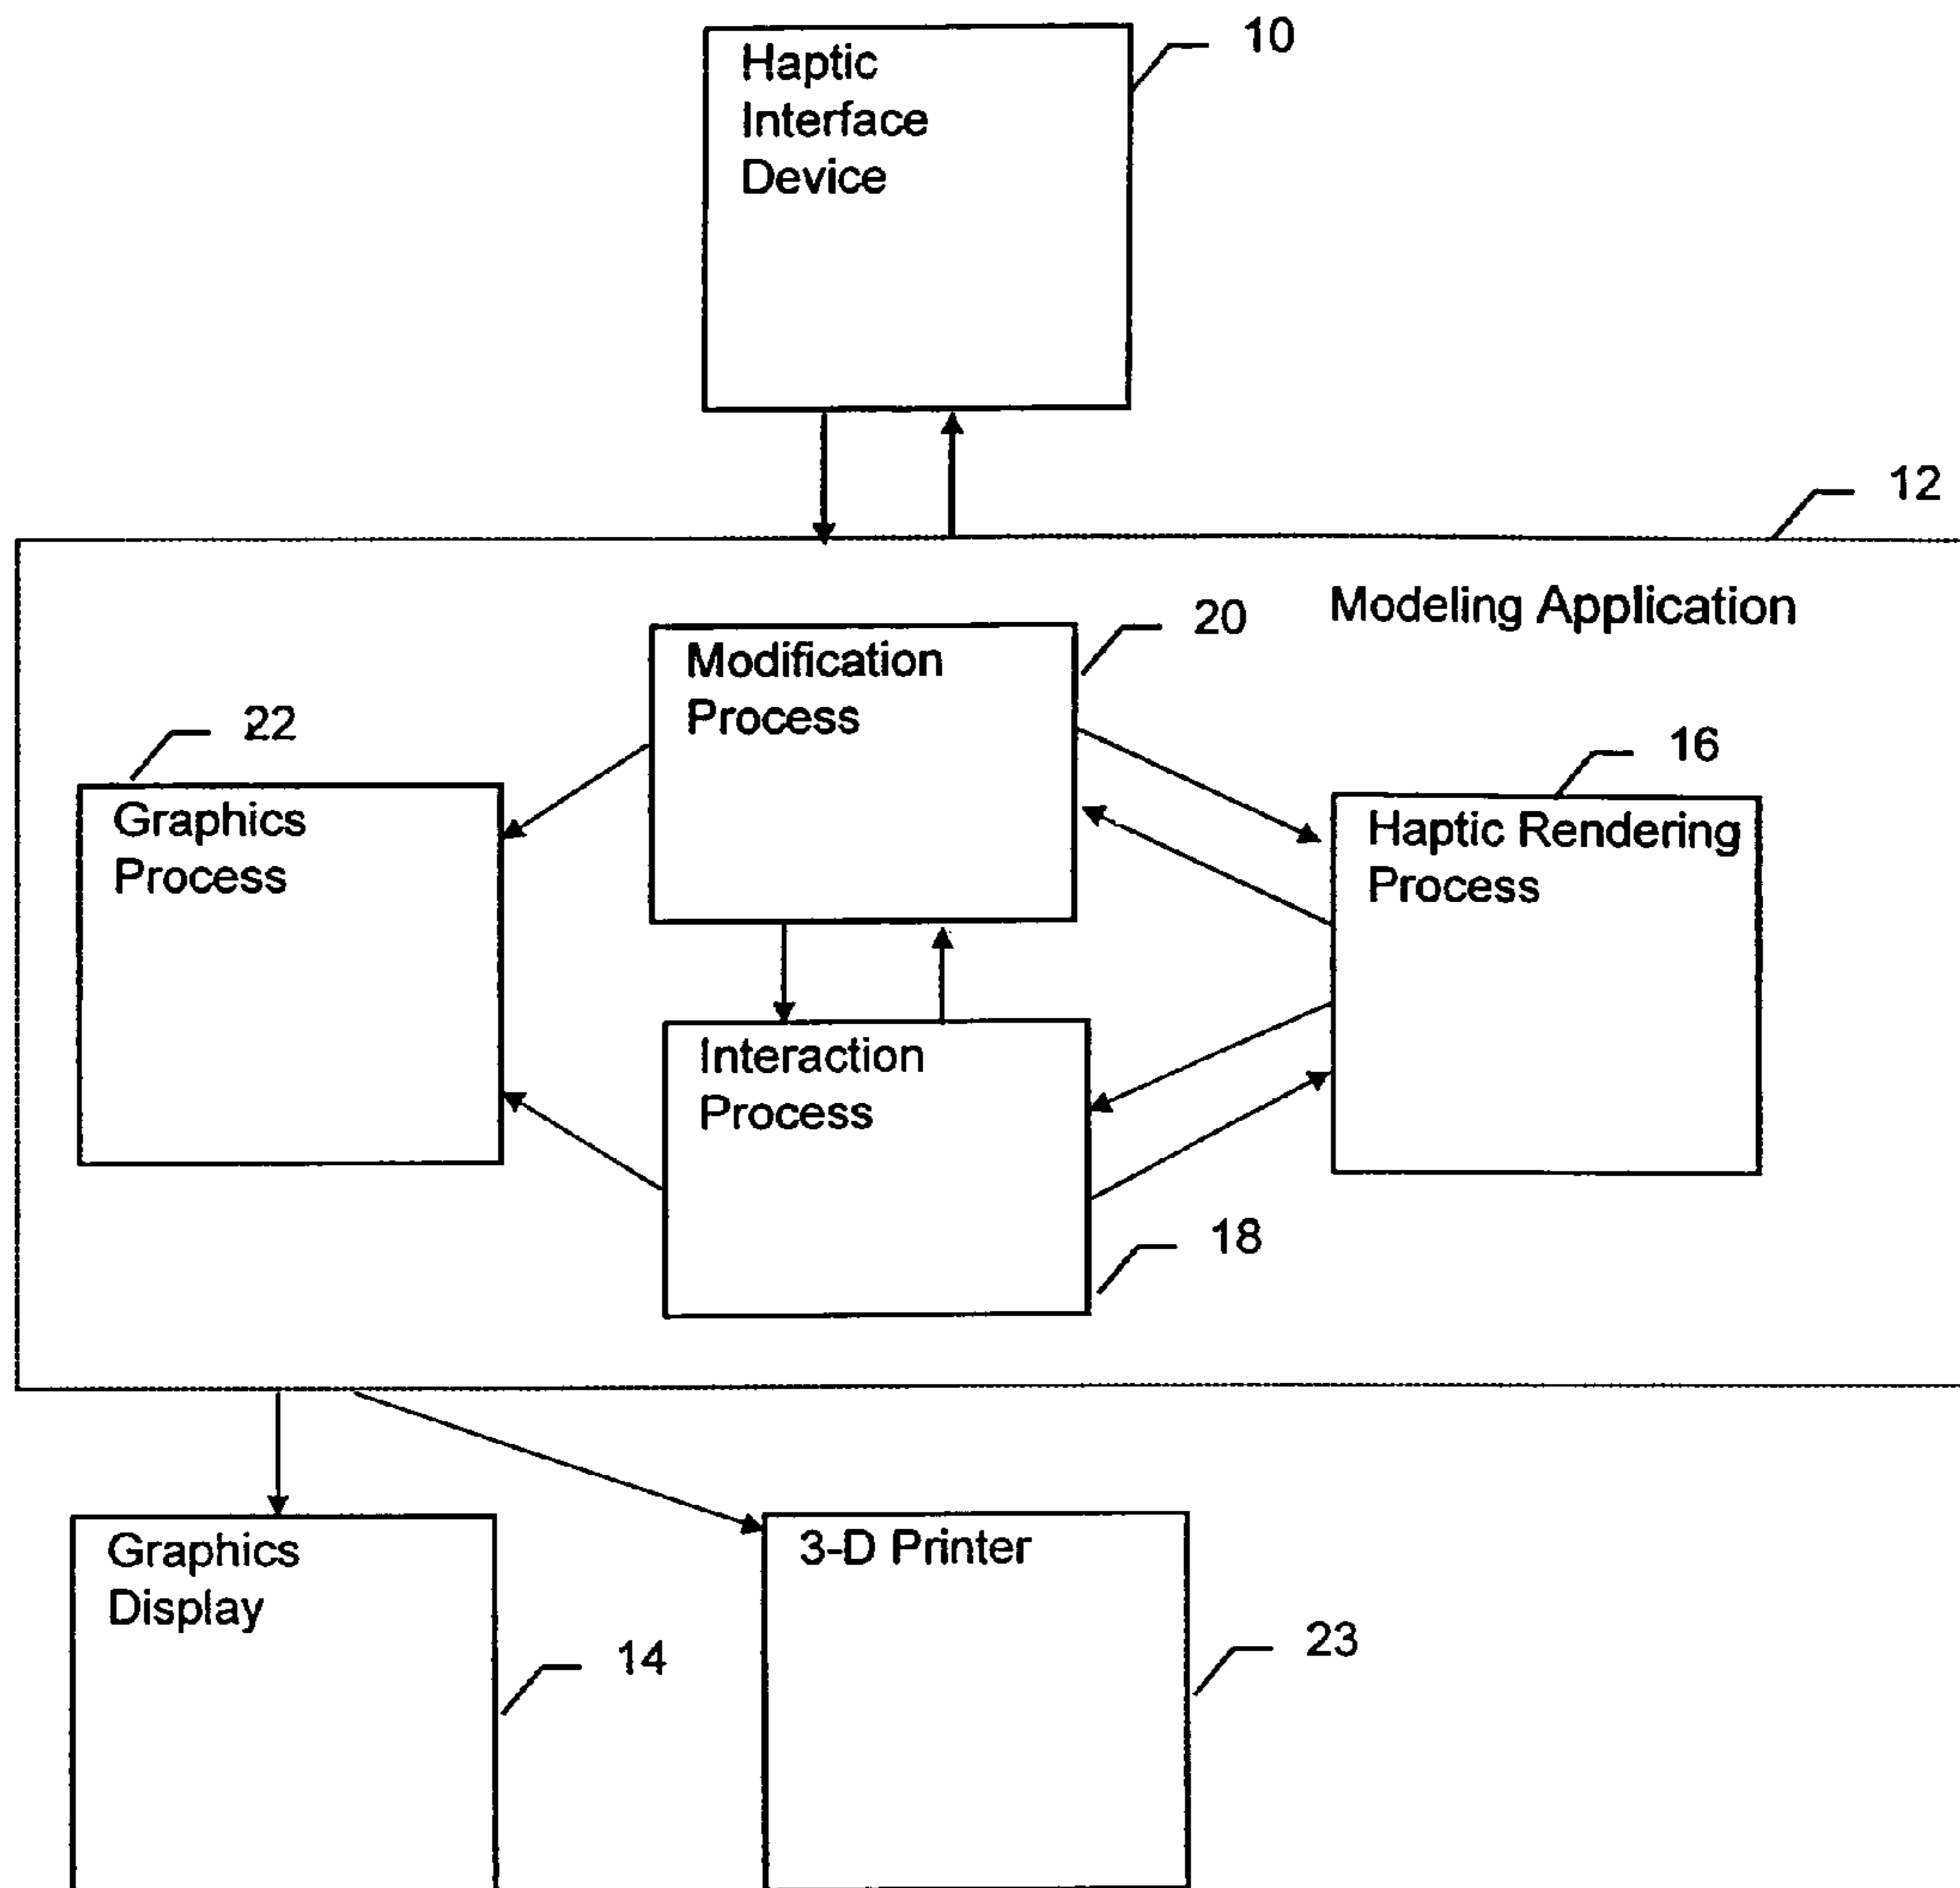 Haptic
Interface
Device
10
12
Modeling Application
20
Modification
Process
22
Graphics
Process
16
Haptic Rendering
Process
Interaction
Process
18
Graphics
Display
14
3-D Printer
23